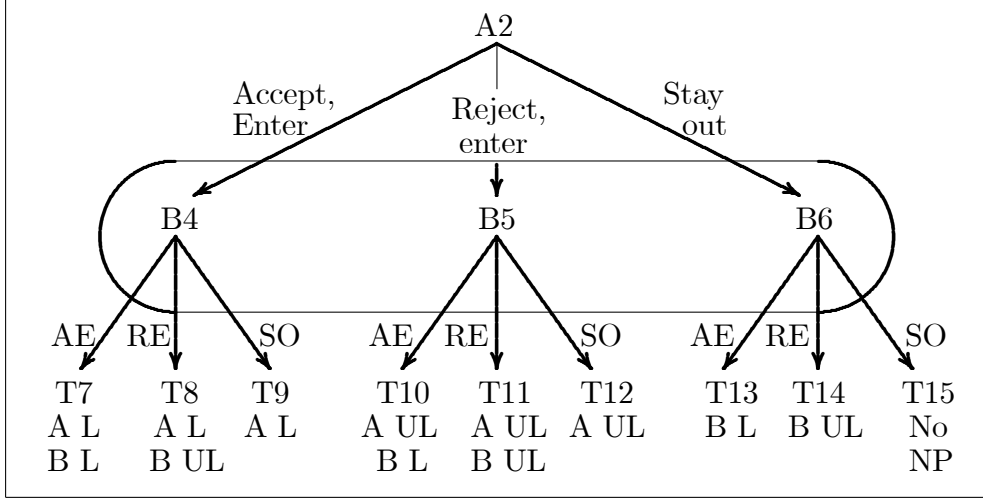 A2
Accept,
Enter
Reject,
enter
Stay
out
B4 B5 B6
AE RE SO AE RE SO AE RE SO
T7 T8 T9 T10 T11 T12 T13 T14 T15
A L A L A L A UL A UL A UL B L B UL No
B L B UL B L B UL NP